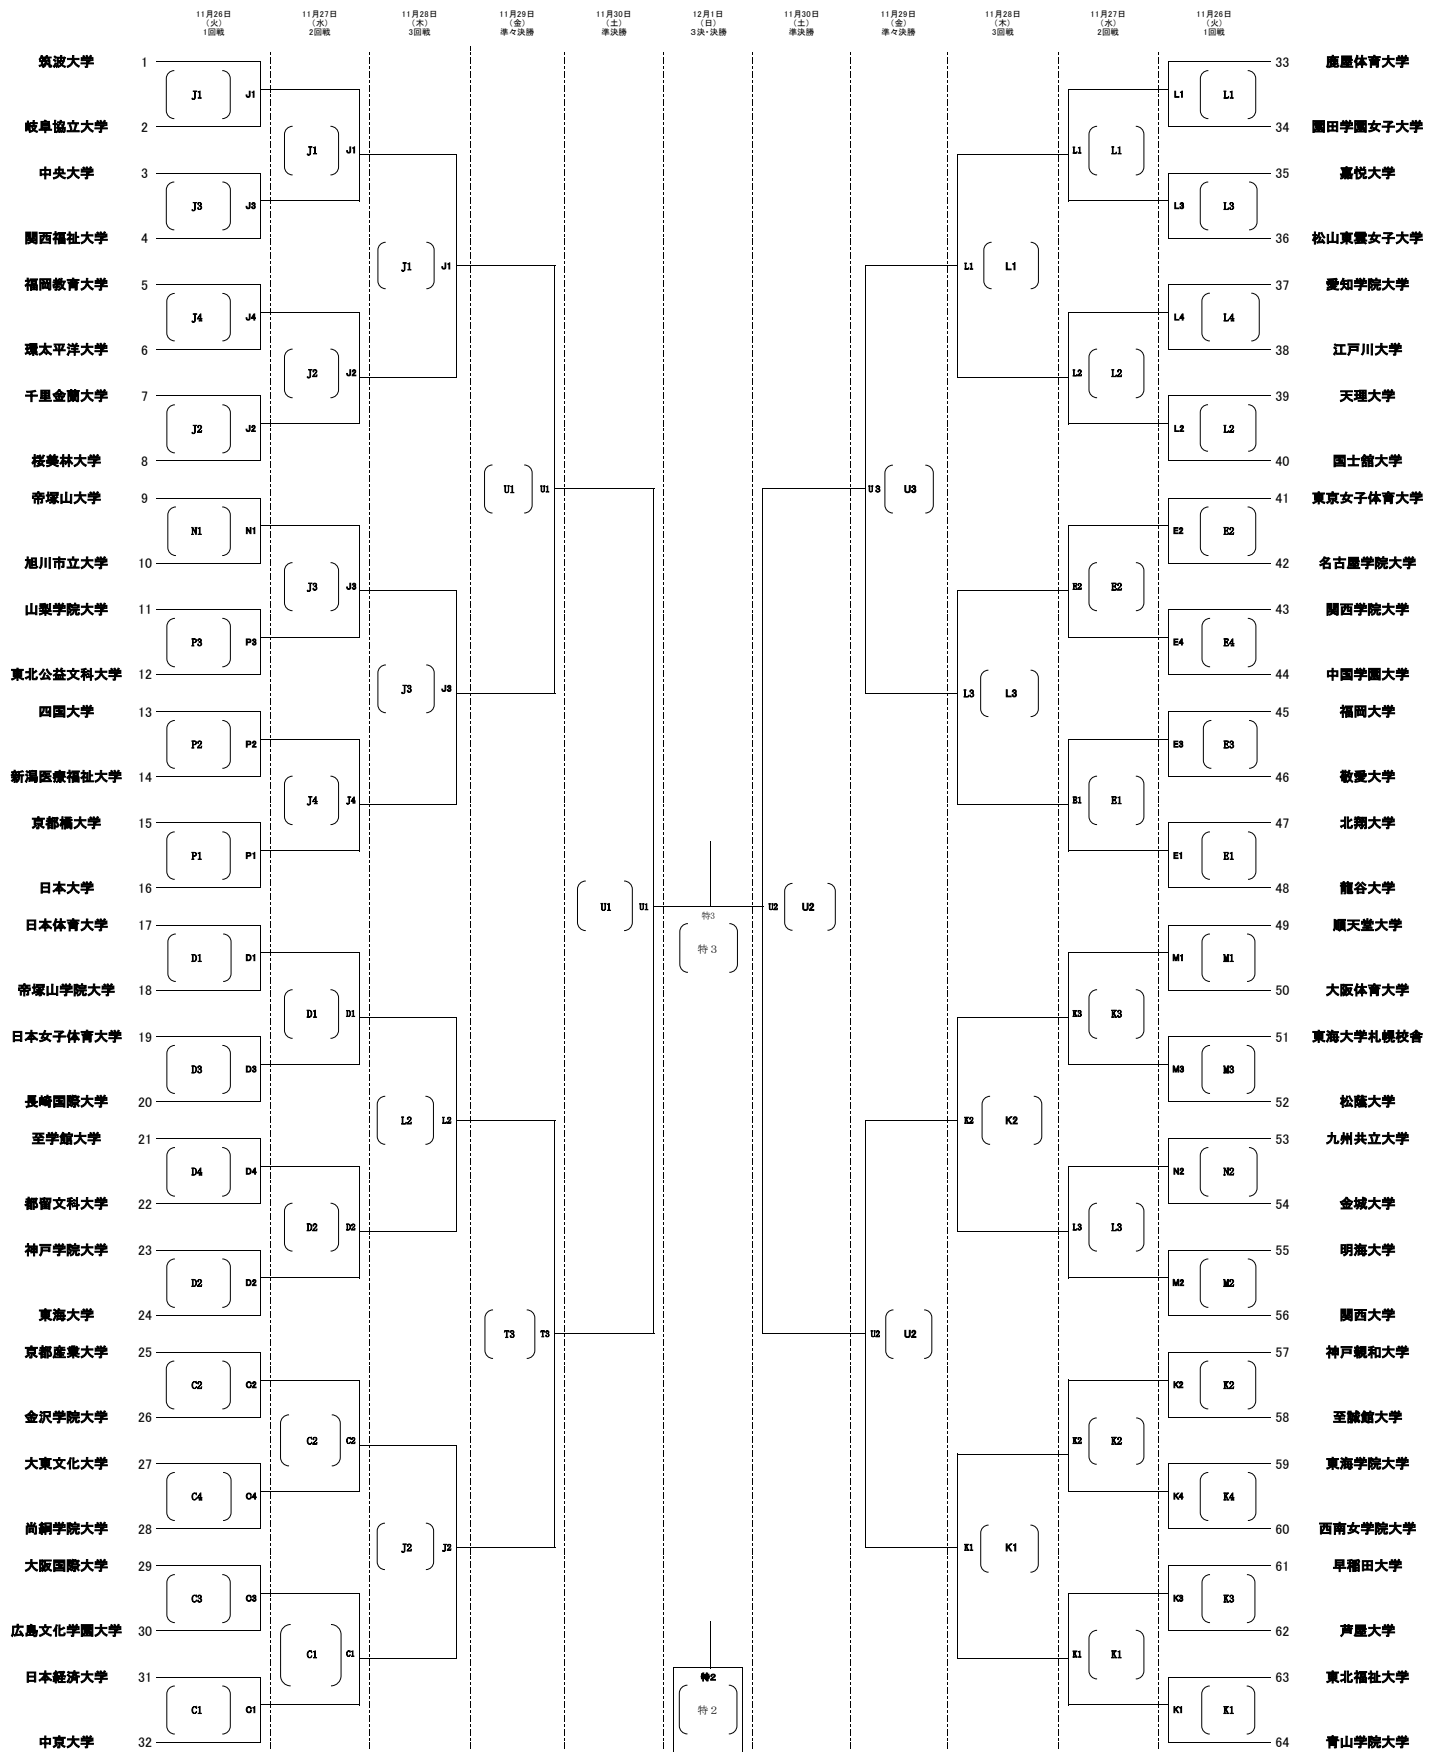 11月26日 11月27日 11月28日 11月29日 11月30日 12月1日 11月30日 11月29日 11月28日 11月27日 11月26日
(火) (水) (木) (金) (土) (日) (土) (金) (木) (水) (火)
1回戦 2回戦 3回戦 準々決勝 準決勝 3決・決勝 準決勝 準々決勝 3回戦 2回戦 1回戦
筑波大学 1 33 鹿屋体育大学
J1 J1 L1 L1
岐阜協立大学 2 34 園田学園女子大学
J1 J1 L1 L1
中央大学 3 35 嘉悦大学
J3 J3 L3 L3
関西福祉大学 4 36 松山東雲女子大学
J1 J1 L1 L1
福岡教育大学 5 37 愛知学院大学
J4 J4 L4 L4
環太平洋大学 6 38 江戸川大学
J2 J2 L2 L2
千里金蘭大学 7 39 天理大学
J2 J2 L2 L2
桜美林大学 8 40 国士舘大学
U1 U1 U3 U3
帝塚山大学 9 41 東京女子体育大学
N1 N1 E2 E2
旭川市立大学 10 42 名古屋学院大学
J3 J3 E2 E2
山梨学院大学 11 43 関西学院大学
P3 P3 E4 E4
東北公益文科大学 12 44 中国学園大学
J3 J3 L3 L3
四国大学 13 45 福岡大学
P2 P2 E3 E3
新潟医療福祉大学 14 46 敬愛大学
J4 J4 E1 E1
京都橘大学 15 47 北翔大学
P1 P1 E1 E1
日本大学 16 48 龍谷大学
U1 U1 U2 U2
特3
日本体育大学 17 49 順天堂大学
特3
D1 D1 M1 M1
帝塚山学院大学 18 50 大阪体育大学
D1 D1 K3 K3
日本女子体育大学 19 51 東海大学札幌校舎
D3 D3 M3 M3
長崎国際大学 20 52 松蔭大学
L2 L2 K2 K2
至学館大学 21 53 九州共立大学
D4 D4 N2 N2
都留文科大学 22 54 金城大学
D2 D2 L3 L3
神戸学院大学 23 55 明海大学
D2 D2 M2 M2
東海大学 24 56 関西大学
T3 T3 U2 U2
京都産業大学 25 57 神戸親和大学
C2 C2 K2 K2
金沢学院大学 26 58 至誠館大学
C2 C2 K2 K2
大東文化大学 27 59 東海学院大学
C4 C4 K4 K4
尚絅学院大学 28 60 西南女学院大学
J2 J2 K1 K1
大阪国際大学 29 61 早稲田大学
C3 C3 K3 K3
広島文化学園大学 30 62 芦屋大学
C1 C1 K1 K1
日本経済大学 31 特2 63 東北福祉大学
C1 C1 特2 K1 K1
中京大学 32 64 青山学院大学